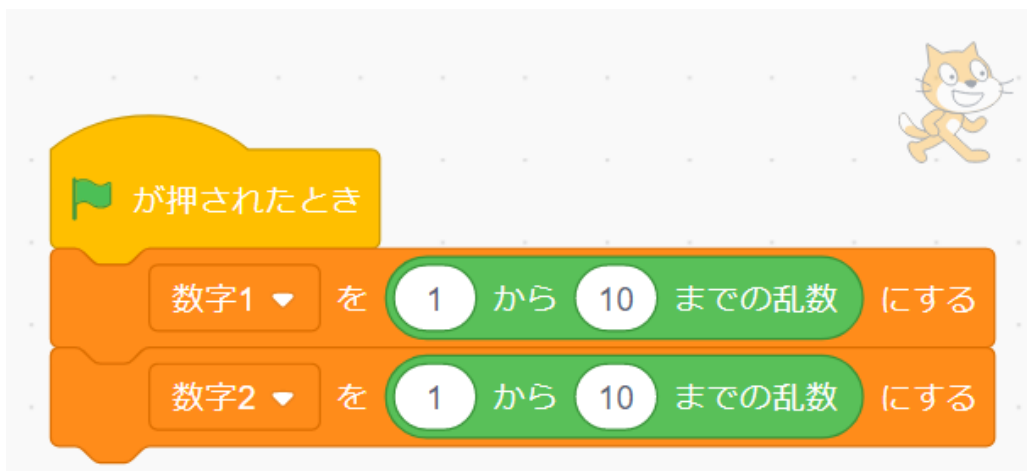 が押されたとき
数字1 を 1 から 10 までの乱数 にする
数字2 を 1 から 10 までの乱数 にする